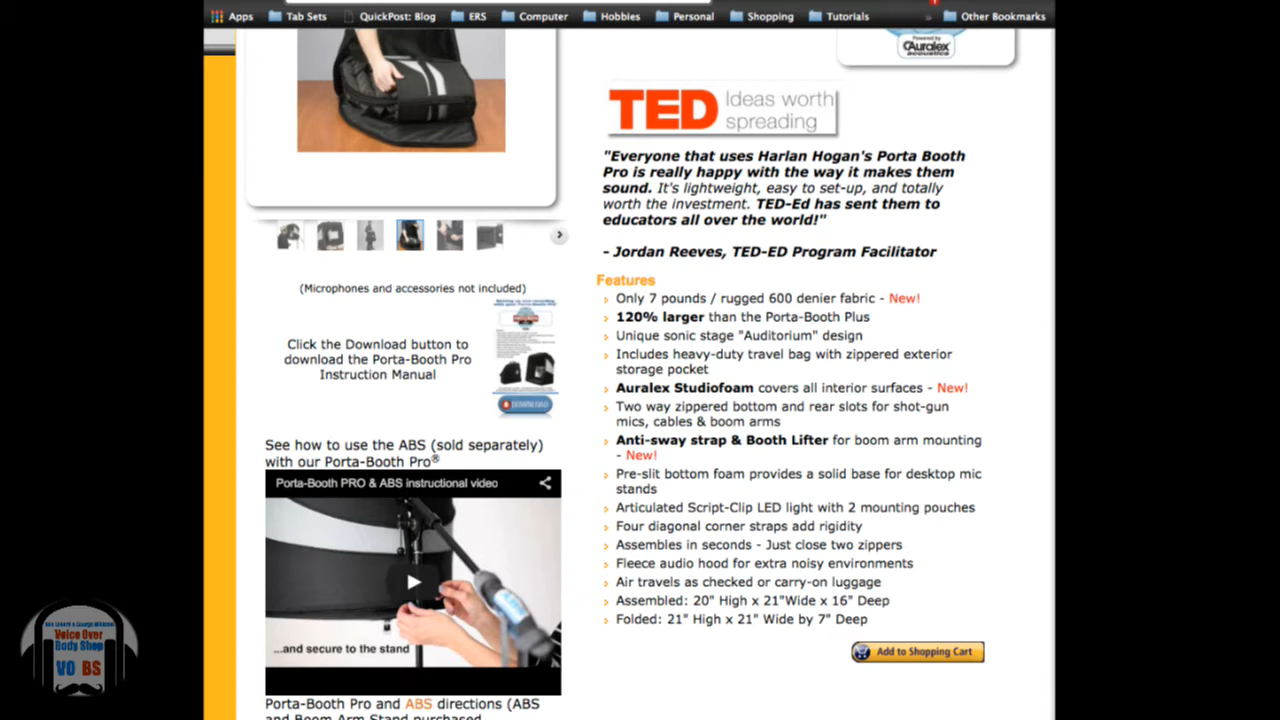 Apps Tab Sets QuickPost: Blog ERS Computer Hobbies Personal Shopping Tutorials » Other Bookmarks
Powered by
Auralex
acoustics
TED Ideas worth
spreading
"Everyone that uses Harlan Hogan's Porta Booth
Pro is really happy with the way it makes them
sound. It's lightweight, easy to set-up, and totally
worth the investment. TED-Ed has sent them to
educators all over the world!"
- Jordan Reeves, TED-ED Program Facilitator
(Microphones and accessories not included)
Click the Download button to
download the Porta-Booth Pro
Instruction Manual
DOWNLOAD
See how to use the ABS (sold separately)
with our Porta-Booth Pro®
Porta-Booth PRO & ABS instructional video
...and secure to the stand
Porta-Booth Pro and ABS directions (ABS
and Boom Arm Stand purchased
Features
Only 7 pounds / rugged 600 denier fabric - New!
120% larger than the Porta-Booth Plus
Unique sonic stage "Auditorium" design
Includes heavy-duty travel bag with zippered exterior
storage pocket
Auralex Studiofoam covers all interior surfaces - New!
Two way zippered bottom and rear slots for shot-gun
mics, cables & boom arms
Anti-sway strap & Booth Lifter for boom arm mounting
- New!
Pre-slit bottom foam provides a solid base for desktop mic
stands
Articulated Script-Clip LED light with 2 mounting pouches
Four diagonal corner straps add rigidity
Assembles in seconds - Just close two zippers
Fleece audio hood for extra noisy environments
Air travels as checked or carry-on luggage
Assembled: 20" High x 21"Wide x 16" Deep
Folded: 21" High x 21" Wide by 7" Deep
Add to Shopping Cart
Voice Over
Body Shop
VO BS